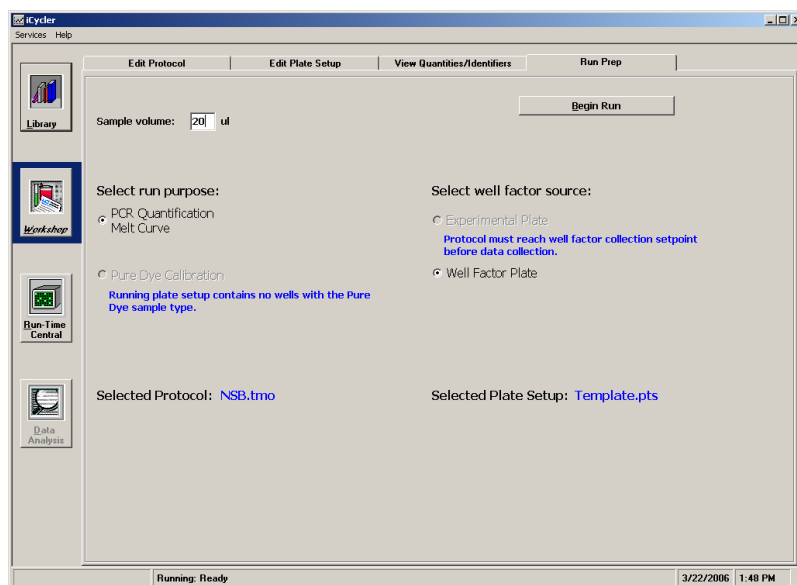 iCycler
Services Help
Edit Protocol
Edit Plate Setup
View Quantities/Identifiers
Run Prep
Library
Workshop
Run-Time
Central
Data
Analysis
Sample volume: 20 ul
Begin Run
Select run purpose:
PCR Quantification
Melt Curve
Pure Dye Calibration
Running plate setup contains no wells with the Pure
Dye sample type.
Select well factor source:
Experimental Plate
Protocol must reach well factor collection setpoint
before data collection.
Well Factor Plate
Selected Protocol: NSB.tmo
Selected Plate Setup: Template.pts
Running: Ready
3/22/2006
1:48 PM